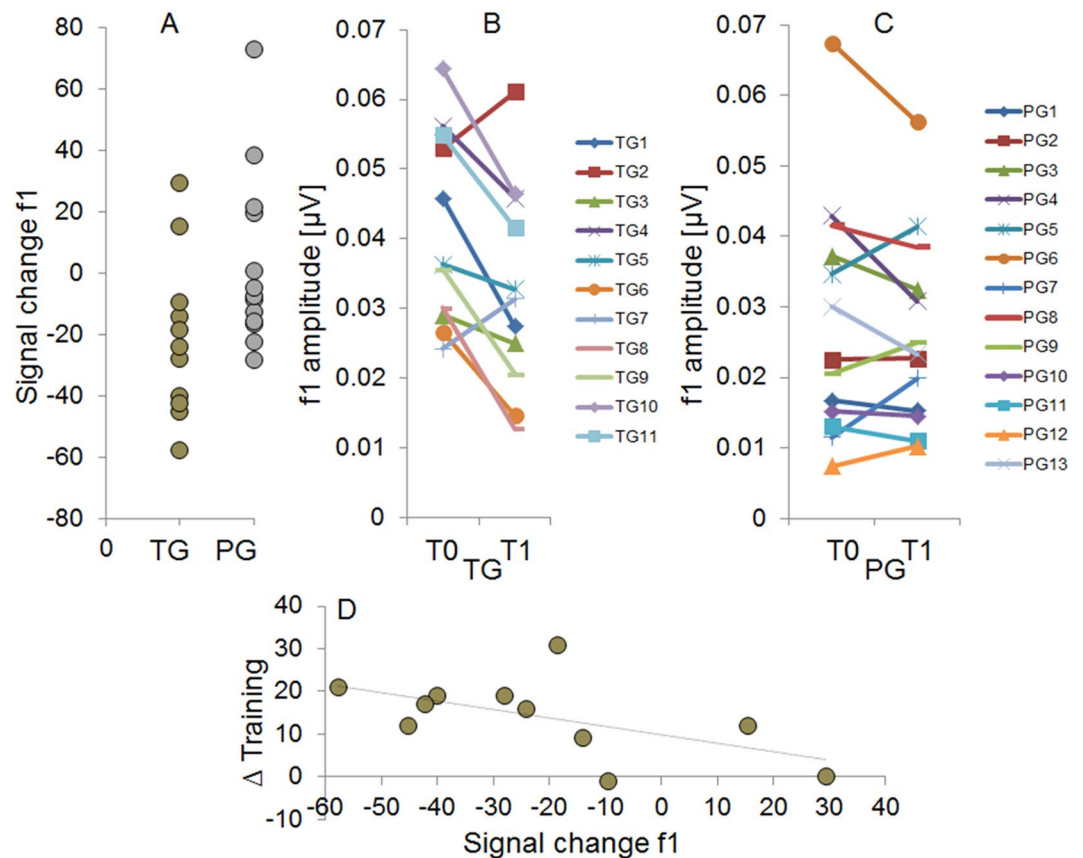 A
Signal change f1
80
60
40
20
0
-20
-40
-60
-80
0 TG PG
B
f1 amplitude [µV]
0.07
0.06
0.05
0.04
0.03
0.02
0.01
0
T0 T1
TG
TG1
TG2
TG3
TG4
TG5
TG6
TG7
TG8
TG9
TG10
TG11
C
f1 amplitude [µV]
0.07
0.06
0.05
0.04
0.03
0.02
0.01
0
T0 T1
PG
PG1
PG2
PG3
PG4
PG5
PG6
PG7
PG8
PG9
PG10
PG11
PG12
PG13
D
Δ Training
40
30
20
10
0
-10
-60 -50 -40 -30 -20 -10 0 10 20 30 40
Signal change f1